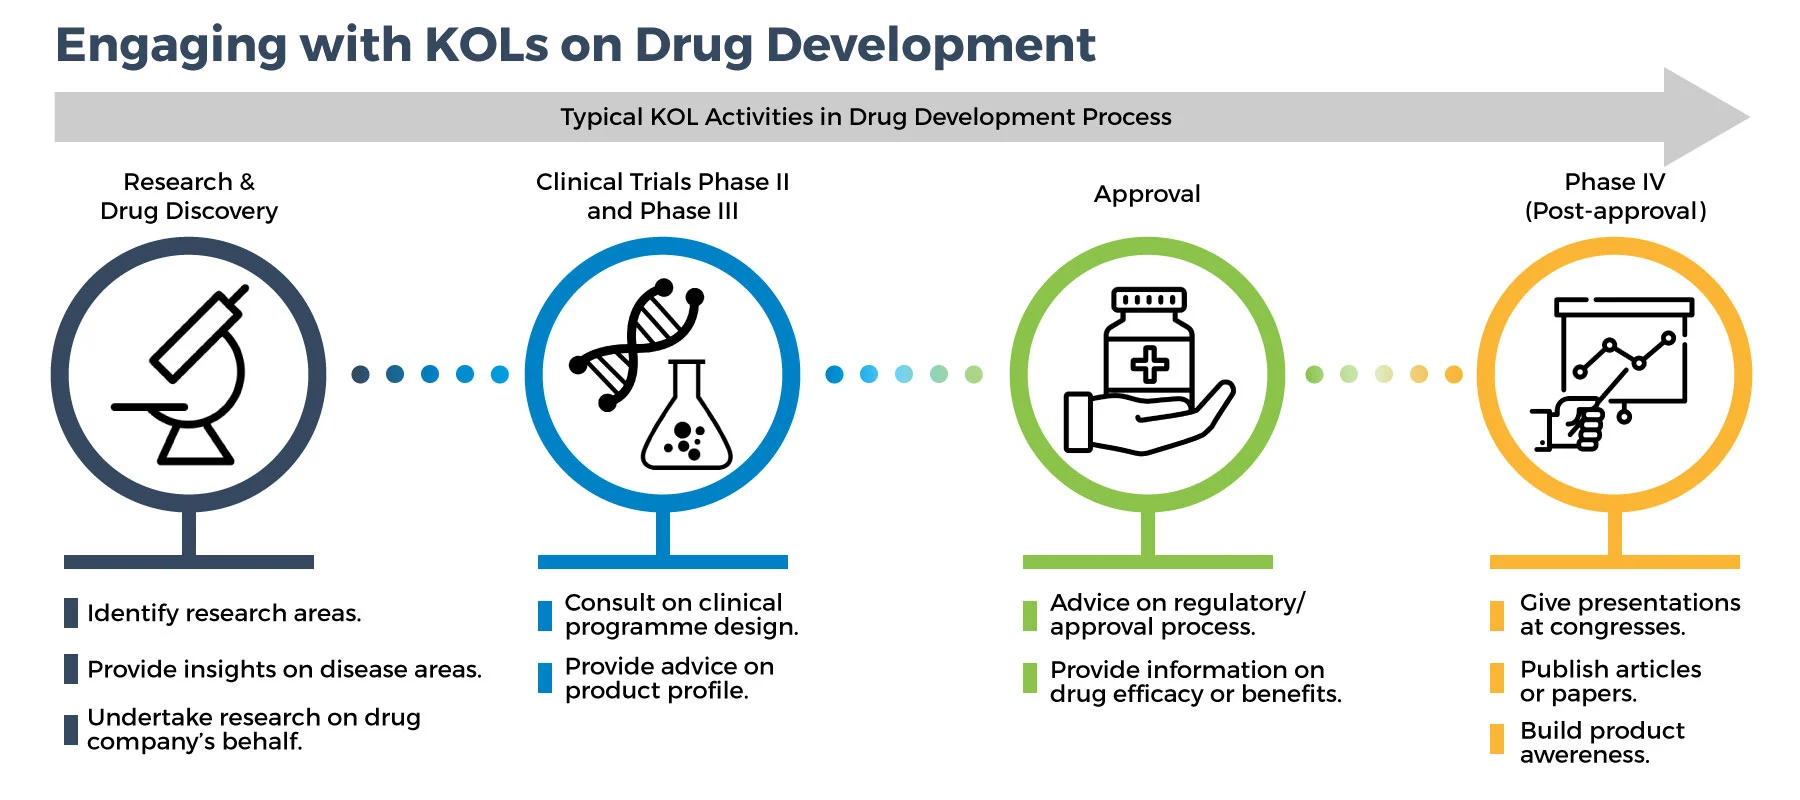 Engaging with KOLs on Drug Development
Typical KOL Activities in Drug Development Process
Research &
Drug Discovery
Identify research areas.
Provide insights on disease areas.
Undertake research on drug
company’s behalf.
Clinical Trials Phase II
and Phase III
Consult on clinical
programme design.
Provide advice on
product profile.
Approval
Advice on regulatory/
approval process.
Provide information on
drug efficacy or benefits.
Phase IV
(Post-approval)
Give presentations
at congresses.
Publish articles
or papers.
Build product
awereness.